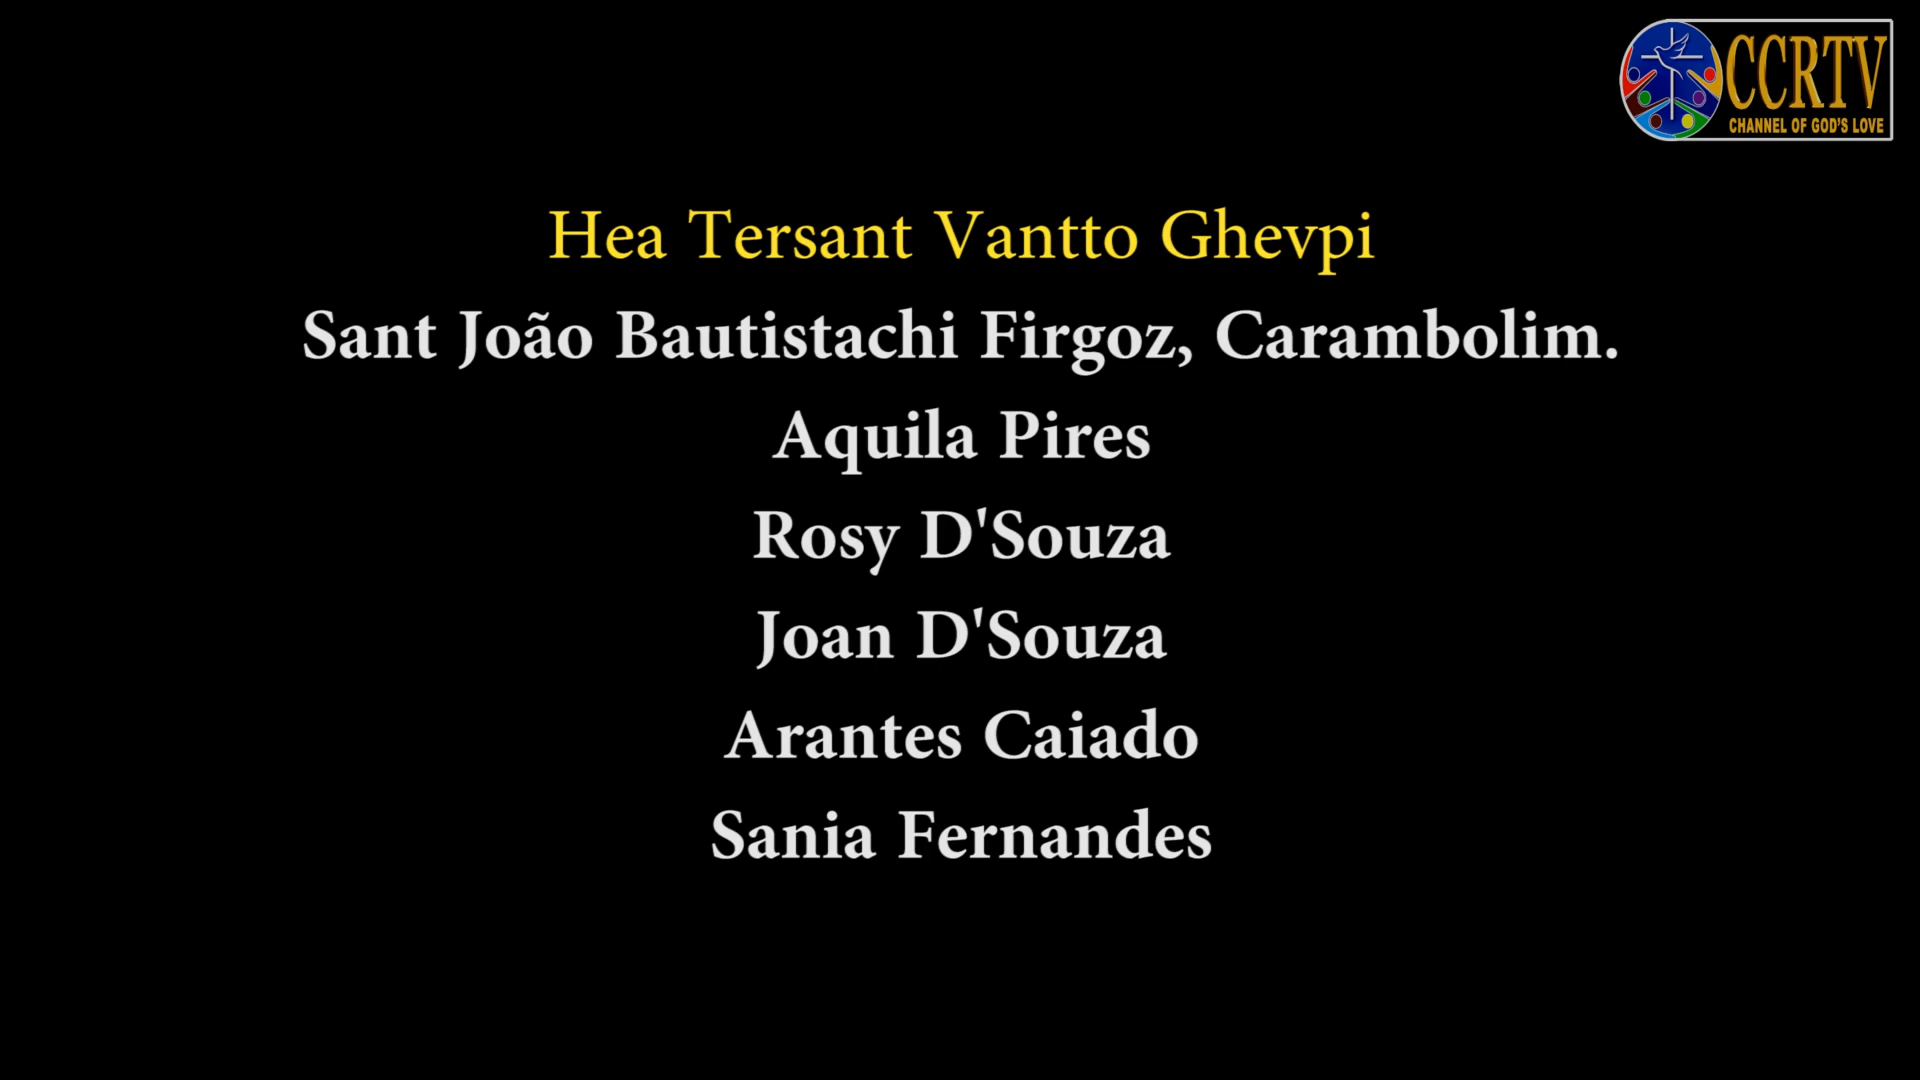 CCRTV
CHANNEL OF GOD'S LOVE
Hea Tersant Vantto Ghevpi
Sant João Bautistachi Firgoz, Carambolim.
Aquila Pires
Rosy D'Souza
Joan D'Souza
Arantes Caiado
Sania Fernandes